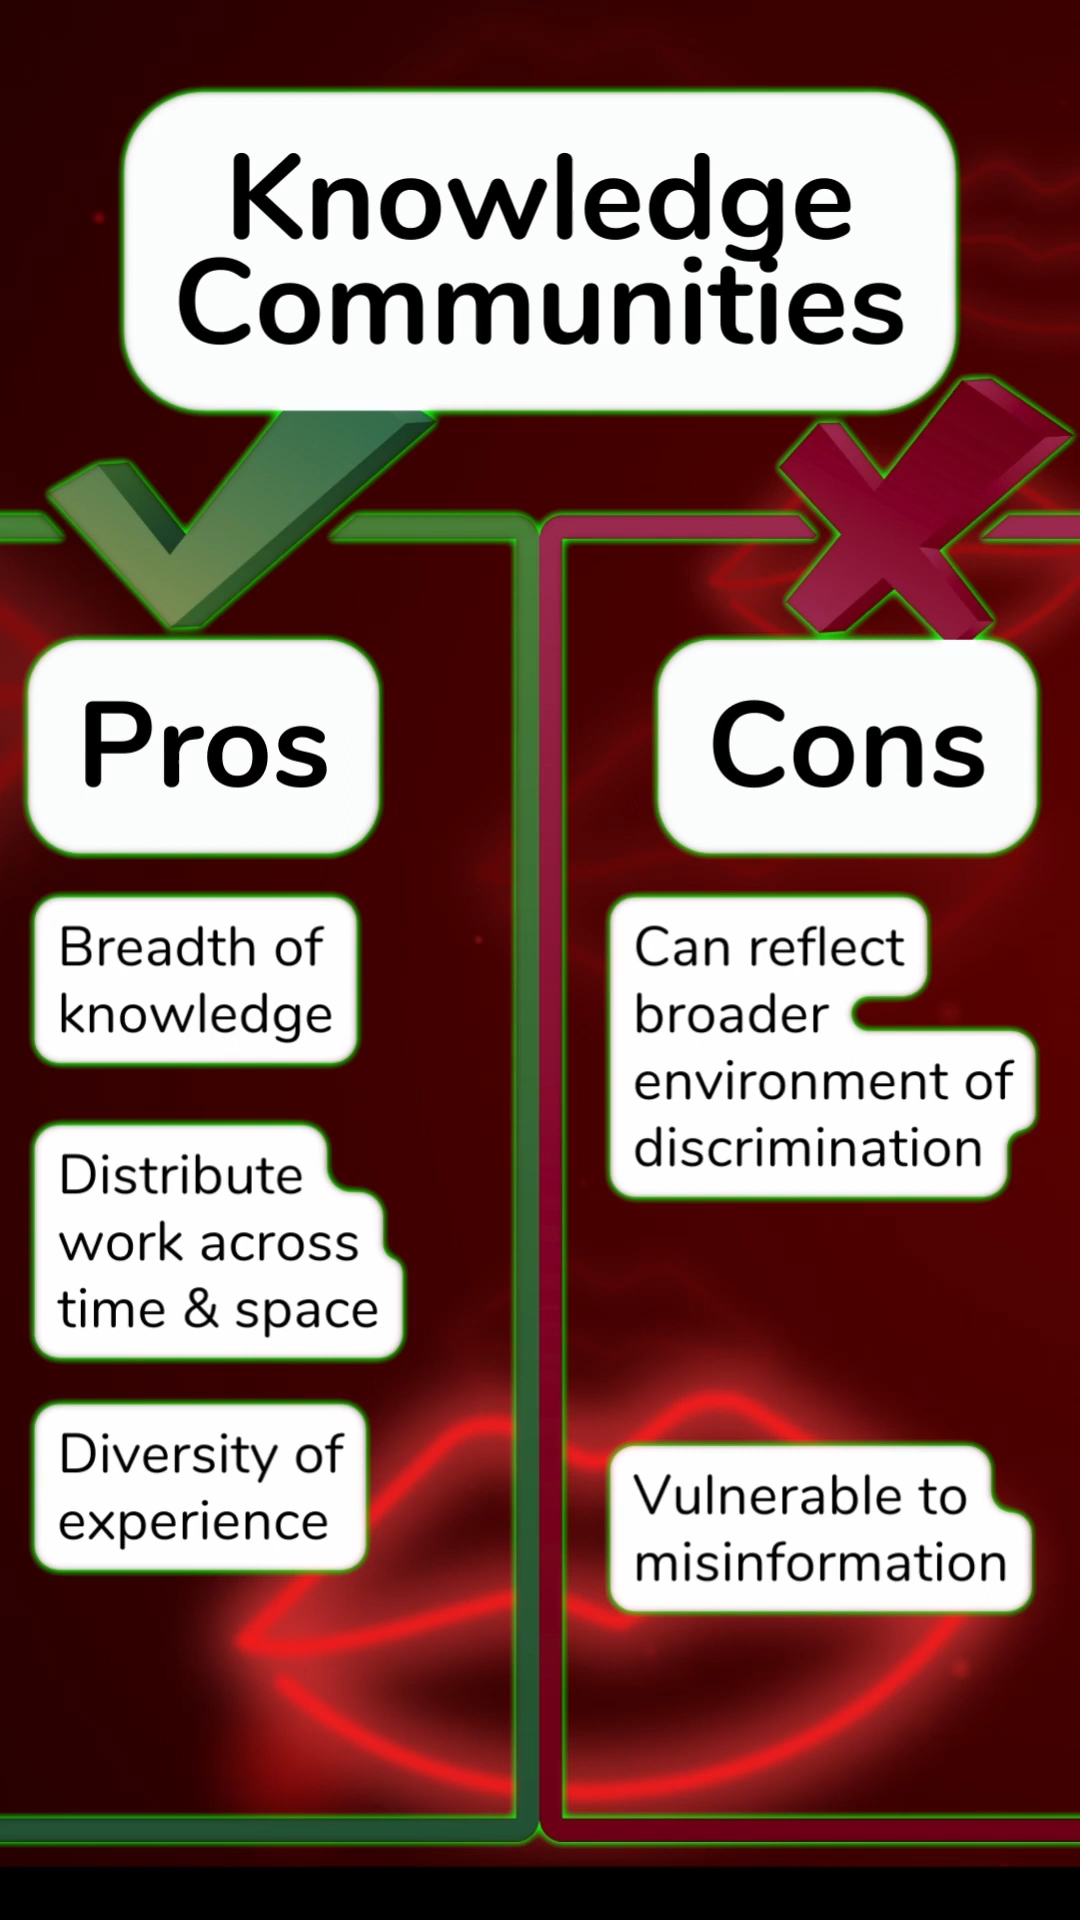 Knowledge
Communities
Pros
Breadth of
knowledge
Distribute
work across
time & space
Diversity of
experience
Cons
Can reflect
broader
environment of
discrimination
Vulnerable to
misinformation